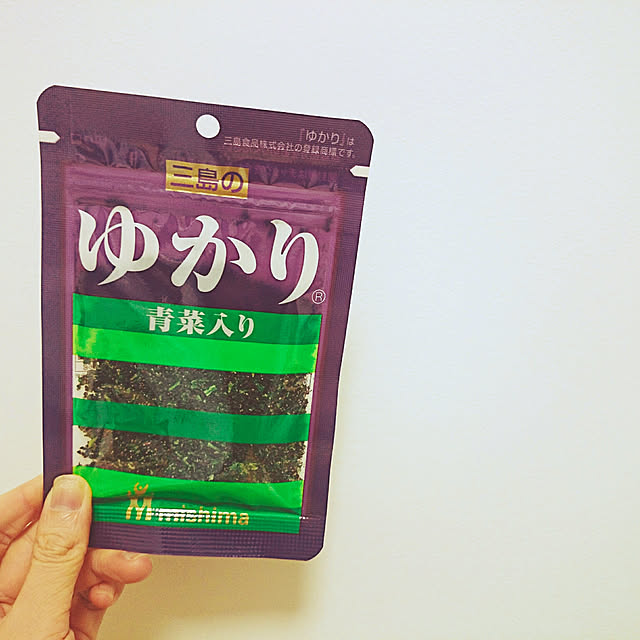 『ゆかり』は
三島食品株式会社の登録商標です。
三島の
ゆかり®
青菜入り
mishima